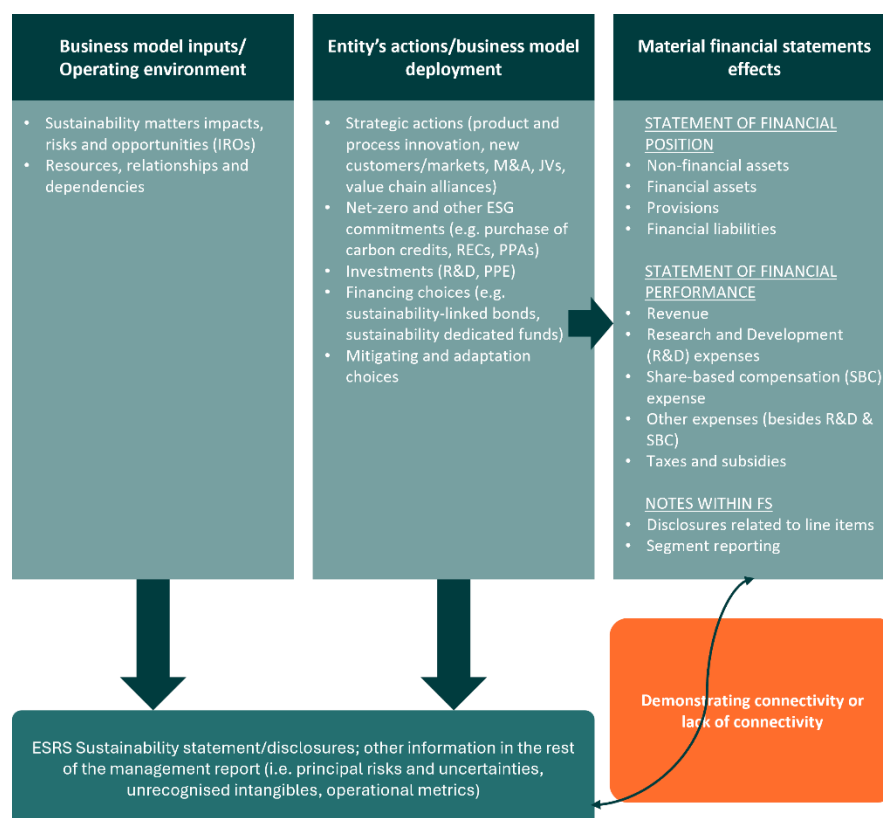 Business model inputs/
Operating environment
• Sustainability matters impacts,
risks and opportunities (IROs)
• Resources, relationships and
dependencies
Entity's actions/business model
deployment
• Strategic actions (product and
process innovation, new
customers/markets, M&A, JVs,
value chain alliances)
• Net-zero and other ESG
commitments (e.g. purchase of
carbon credits, RECs, PPAs)
• Investments (R&D, PPE)
• Financing choices (e.g.
sustainability-linked bonds,
sustainability dedicated funds)
• Mitigating and adaptation
choices
Material financial statements
effects
STATEMENT OF FINANCIAL
POSITION
• Non-financial assets
• Financial assets
• Provisions
• Financial liabilities
STATEMENT OF FINANCIAL
PERFORMANCE
• Revenue
• Research and Development
(R&D) expenses
• Share-based compensation (SBC)
expense
• Other expenses (besides R&D &
SBC)
• Taxes and subsidies
NOTES WITHIN FS
• Disclosures related to line items
• Segment reporting
Demonstrating connectivity or
lack of connectivity
ESRS Sustainability statement/disclosures; other information in the rest
of the management report (i.e. principal risks and uncertainties,
unrecognised intangibles, operational metrics)